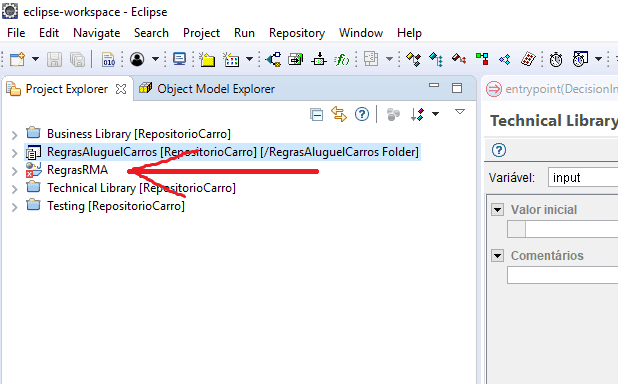 eclipse-workspace - Eclipse
File Edit Navigate Search Project Run Repository Window Help
010
Project Explorer Object Model Explorer
Business Library [RepositorioCarro]
RegrasAluguelCarros [RepositorioCarro] [/RegrasAluguelCarros Folder]
RegrasRMA
Technical Library [RepositorioCarro]
Testing [RepositorioCarro]
entrypoint(DecisionIn
Technical Library
Variável: input
Valor inicial
Comentários